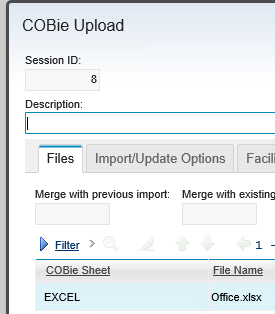 COBie Upload
Session ID:
8
Description:
Files Import/Update Options Facili
Merge with previous import: Merge with existing
Filter 1 -
COBie Sheet File Name
EXCEL Office.xlsx